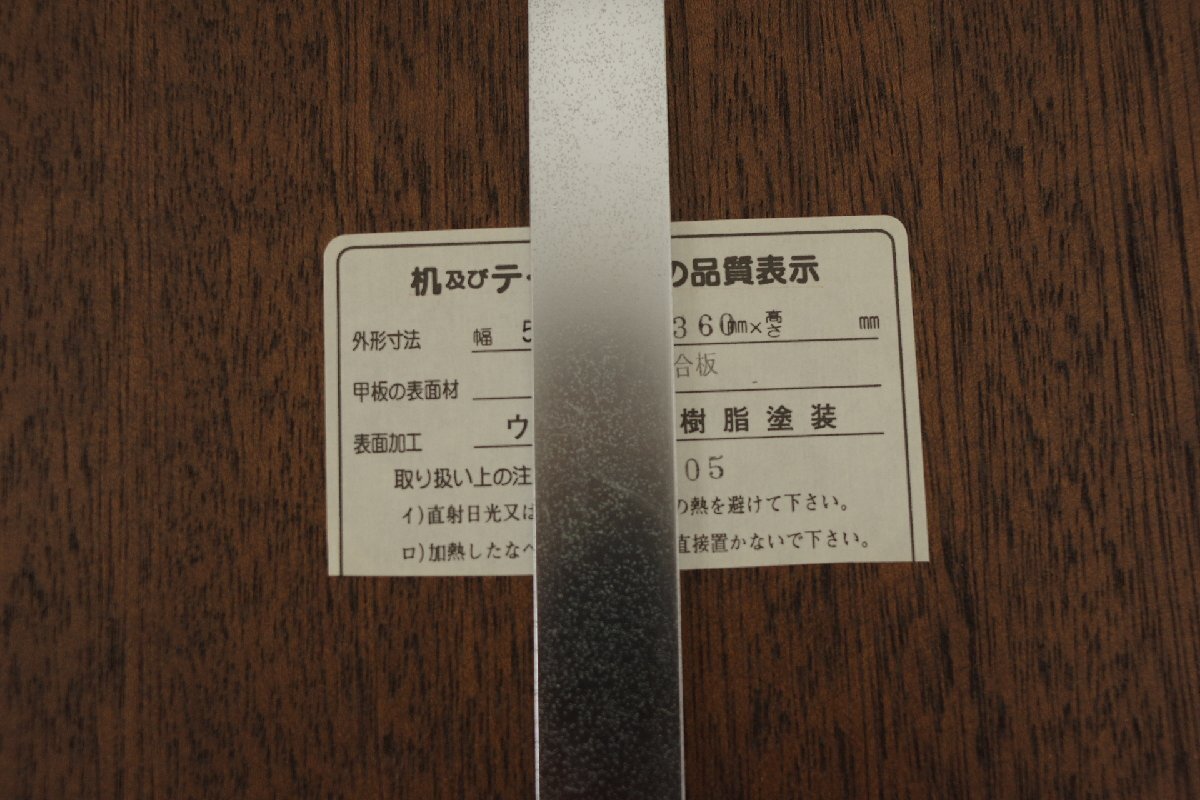 机及びテ の品質表示
外形寸法 幅 5 360mm×高さ mm
甲板の表面材 合板
表面加工 ウ 樹脂塗装
取り扱い上の注 05
イ)直射日光又は の熱を避けて下さい。
ロ)加熱したなべ 直接置かないで下さい。